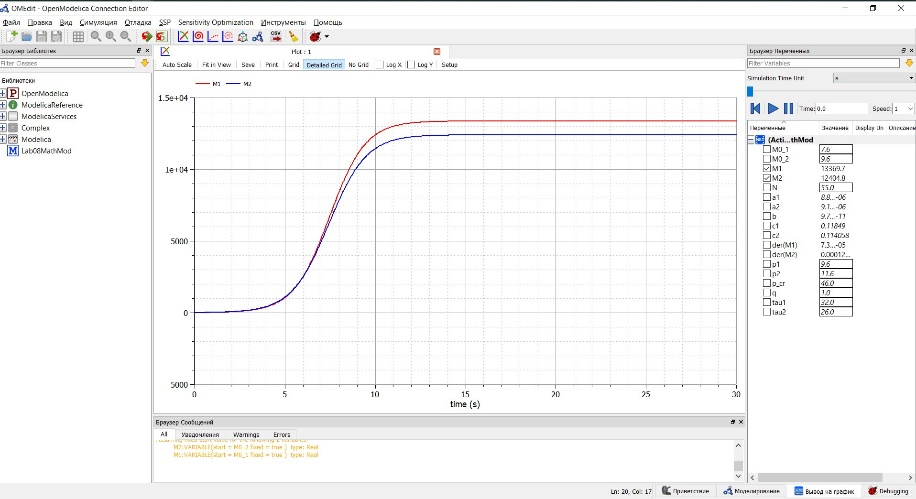 OMEdit - OpenModelica Connection Editor
Файл Правка Вид Симуляция Отладка SSP Sensitivity Optimization Инструменты Помощь
Браузер Библиотек
Filter Classes
Библиотеки
OpenModelica
ModelicaReference
ModelicaServices
Complex
Modelica
Lab08MathMod
Plot : 1
Auto Scale Fit in View Save Print Grid Detailed Grid No Grid Log X Log Y Setup
M1 M2
1.5e+04
1e+04
5000
0
5000
0 5 10 15 20 25 30
time (s)
Браузер Сообщений
All Уведомления Warnings Errors
M2:VARIABLE(start = M0_2 fixed = true ) type: Real
M1:VARIABLE(start = M0_1 fixed = true ) type: Real
Браузер Переменных
Filter Variables
Simulation Time Unit s
Time: 0.0 Speed: 1
Переменные Значение Display Un Описание
(Acti...thMod
M0_1 7.6
M0_2 9.6
M1 13369.7
M2 12404.8
N 55.0
a1 8.8...-06
a2 9.1...-06
b 9.7...-11
c1 0.11849
c2 0.114058
der(M1) 7.3...-05
der(M2) 0.00012...
p1 9.6
p2 11.6
p_cr 46.0
q 1.0
tau1 32.0
tau2 26.0
Ln: 20, Col: 17 Приветствие Моделирование Вывод на график Debugging